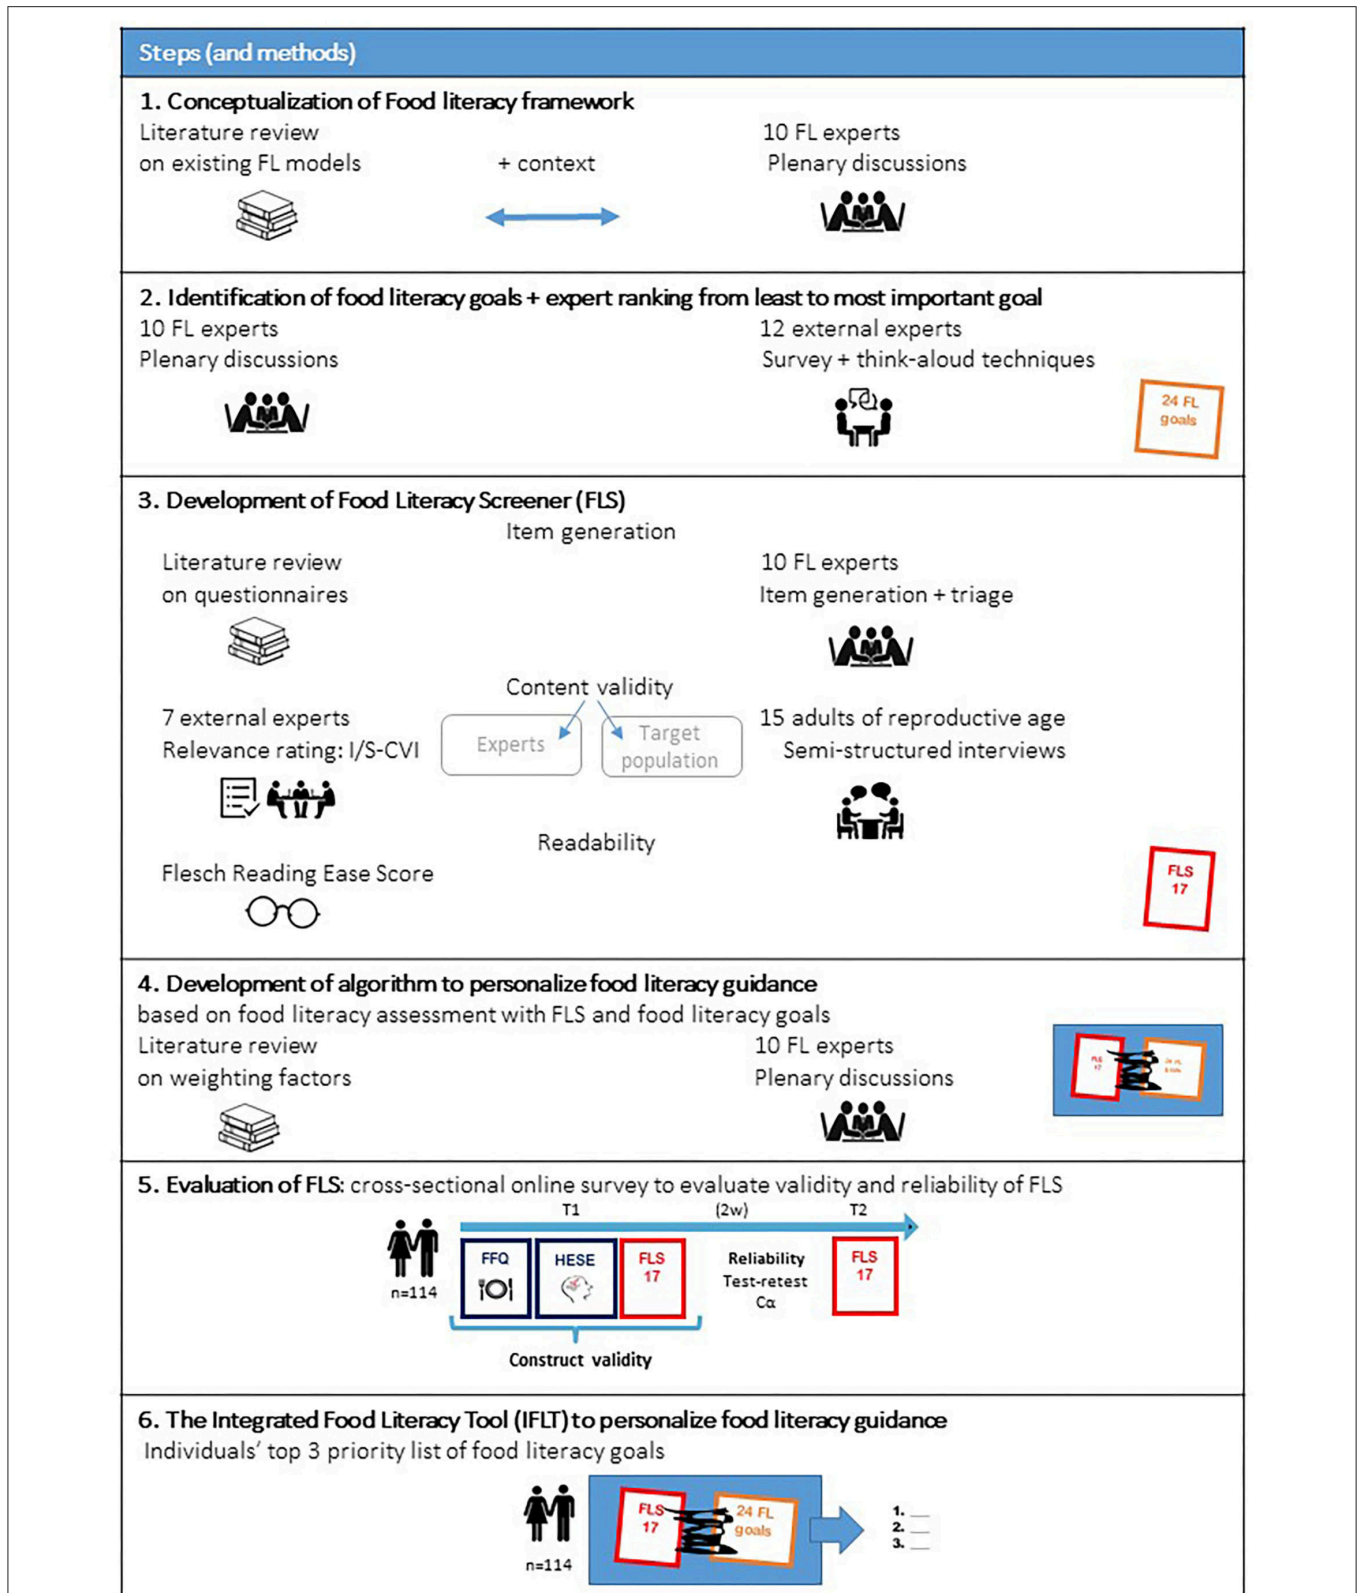 Steps (and methods)
1. Conceptualization of Food literacy framework
Literature review
on existing FL models
+ context
10 FL experts
Plenary discussions
2. Identification of food literacy goals + expert ranking from least to most important goal
10 FL experts
Plenary discussions
12 external experts
Survey + think-aloud techniques
24 FL
goals
3. Development of Food Literacy Screener (FLS)
Item generation
Literature review
on questionnaires
10 FL experts
Item generation + triage
Content validity
7 external experts
Relevance rating: I/S-CVI
Experts
Target
population
15 adults of reproductive age
Semi-structured interviews
Readability
Flesch Reading Ease Score
FLS
17
4. Development of algorithm to personalize food literacy guidance
based on food literacy assessment with FLS and food literacy goals
Literature review
on weighting factors
10 FL experts
Plenary discussions
FLS
17
24 FL
goals
5. Evaluation of FLS: cross-sectional online survey to evaluate validity and reliability of FLS
T1
(2w)
T2
n=114
FFQ
HESE
FLS
17
Reliability
Test-retest
Cα
FLS
17
Construct validity
6. The Integrated Food Literacy Tool (IFLT) to personalize food literacy guidance
Individuals' top 3 priority list of food literacy goals
n=114
FLS
17
24 FL
goals
1. __
2. __
3. __